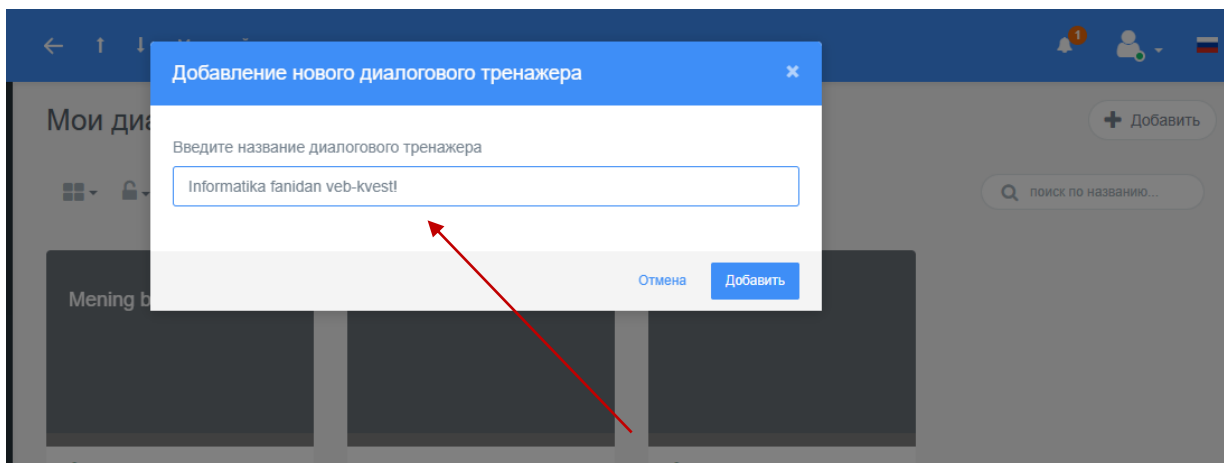 1
Добавление нового диалогового тренажера
Мои диа
Добавить
Введите название диалогового тренажера
Informatika fanidan veb-kvest!
поиск по названию...
Отмена Добавить
Mening b